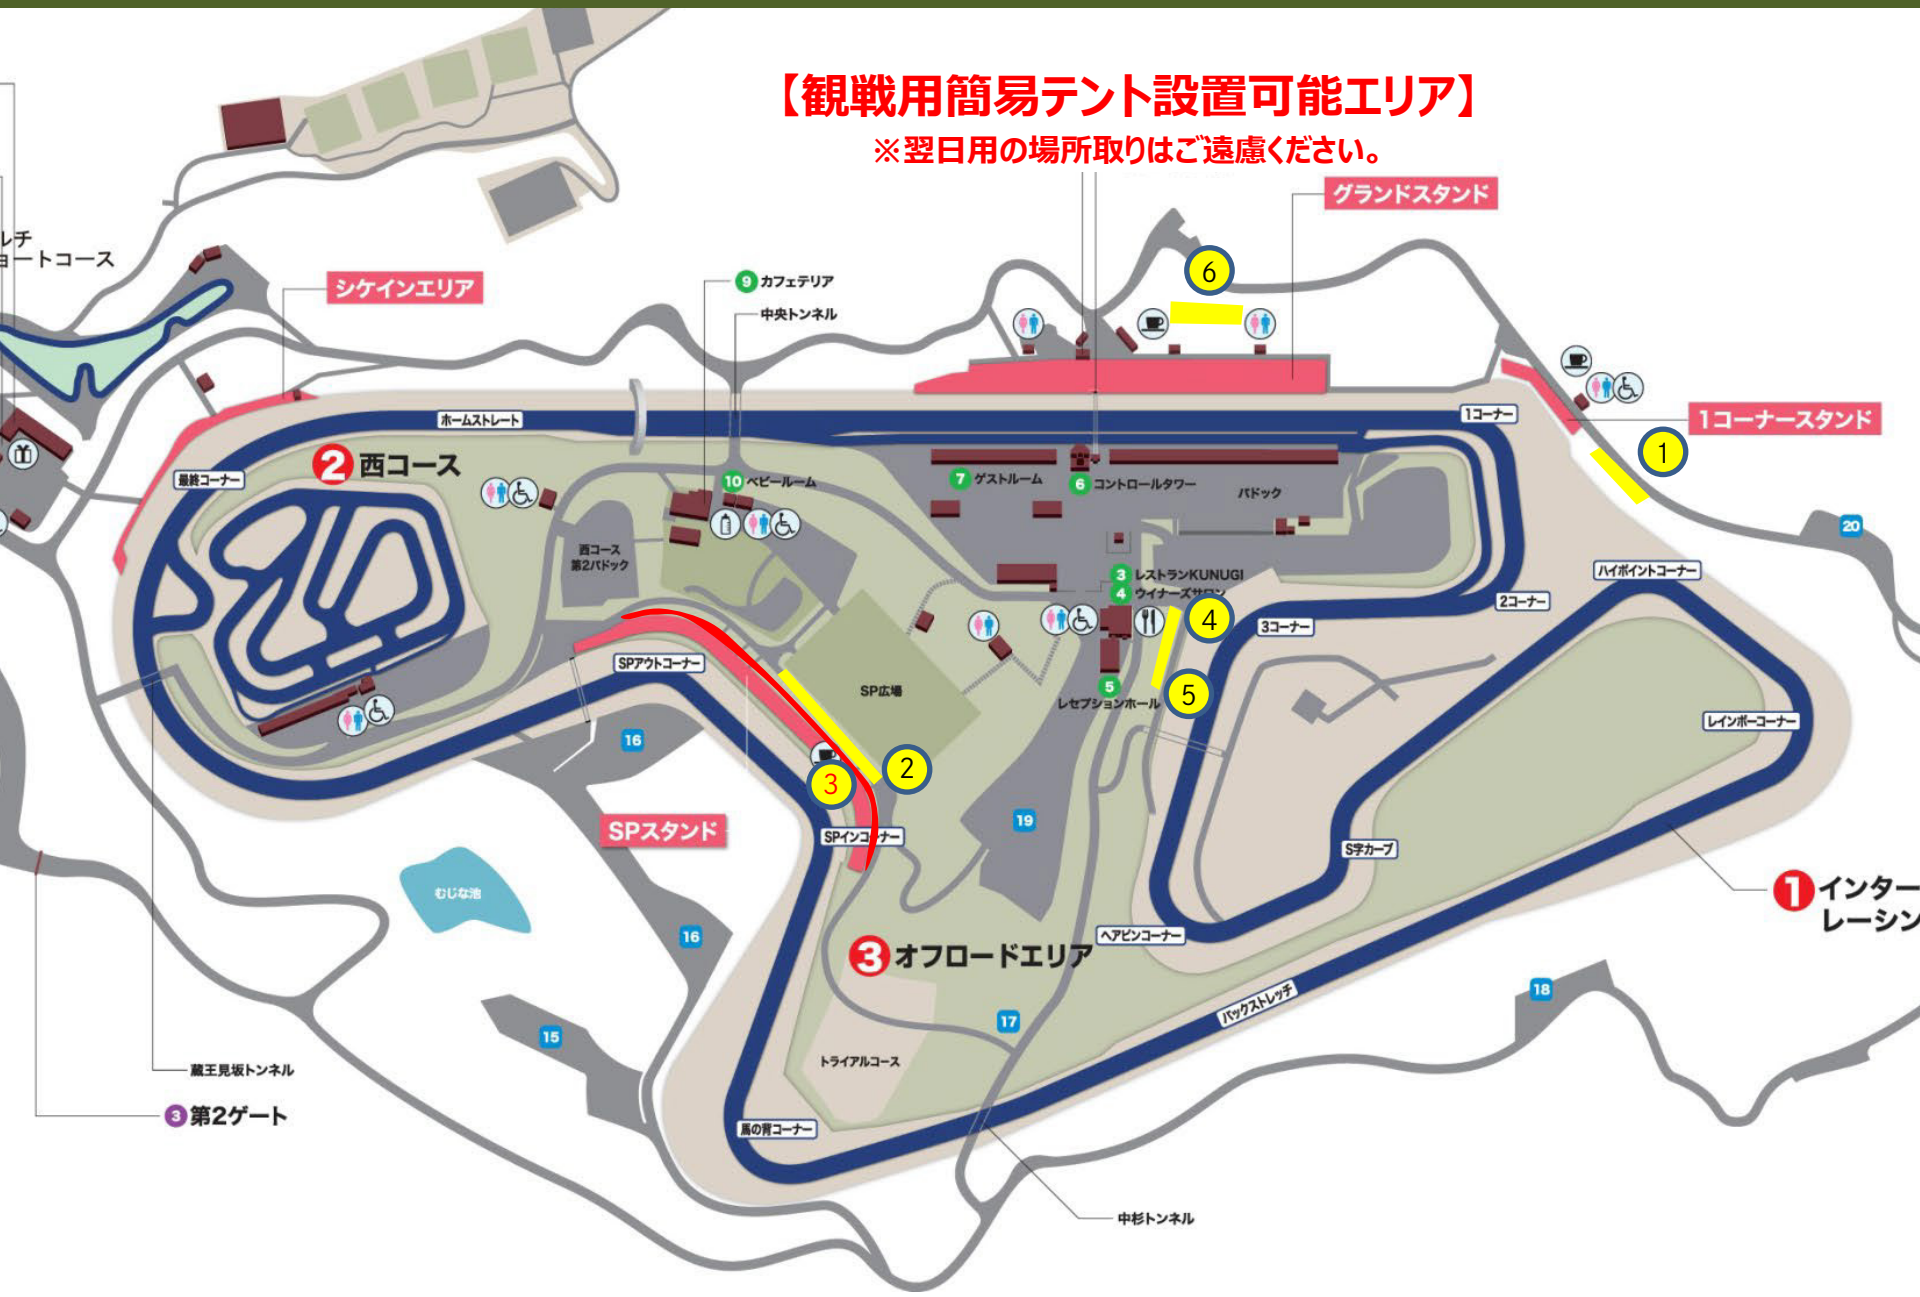 【観戦用簡易テント設置可能エリア】
※翌日用の場所取りはご遠慮ください。
グランドスタンド
ルチ
ョートコース
シケインエリア
6
9 カフェテリア
中央トンネル
1コーナースタンド
1
ホームストレート
1コーナー
2 西コース
最終コーナー
10 ベビールーム
7 ゲストルーム
6 コントロールタワー
パドック
20
西コース
第2パドック
3 レストランKUNUGI
4 ウイナーズサロン
ハイポイントコーナー
2コーナー
4
3コーナー
SPアウトコーナー
SP広場
5
レセプションホール
5
レインボーコーナー
16
2
3
19
SPスタンド
SPインコーナー
S字カーブ
むじな池
1 インター
レーシン
16
ヘアピンコーナー
3 オフロードエリア
18
バックストレッチ
17
15
トライアルコース
蔵王見坂トンネル
3 第2ゲート
馬の背コーナー
中杉トンネル